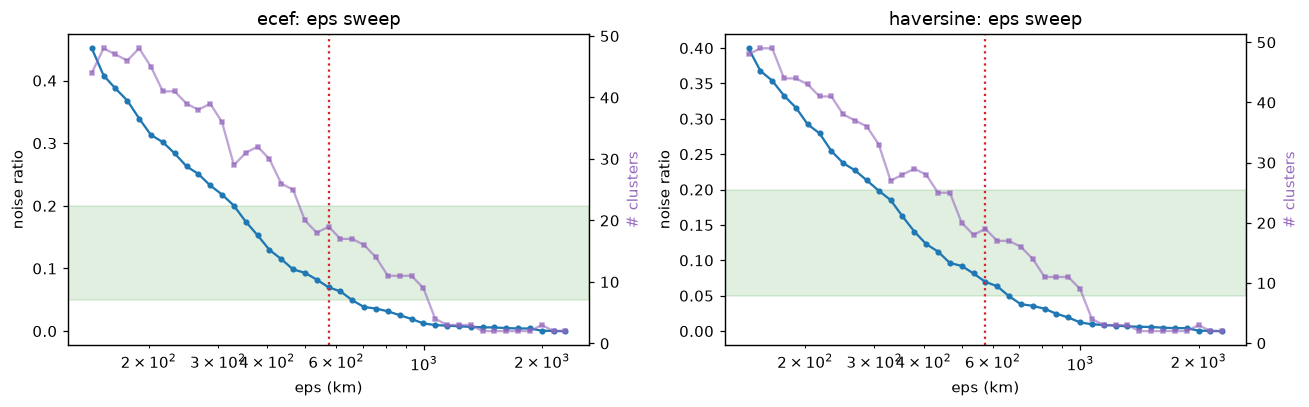 ecef: eps sweep
noise ratio
0.4
0.3
0.2
0.1
0.0
50
40
30
20
10
0
# clusters
2 × 10² 3 × 10² 4 × 10² 6 × 10² 10³ 2 × 10³
eps (km)
haversine: eps sweep
noise ratio
0.40
0.35
0.30
0.25
0.20
0.15
0.10
0.05
0.00
50
40
30
20
10
0
# clusters
2 × 10² 3 × 10² 4 × 10² 6 × 10² 10³ 2 × 10³
eps (km)